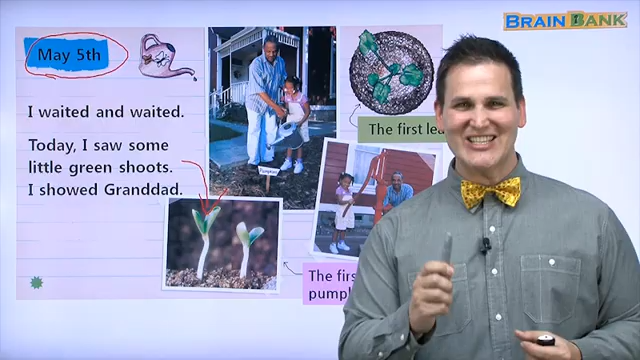 BRAIN BANK
May 5th
I waited and waited.
Today, I saw some
little green shoots.
I showed Granddad.
The first
Pumpkins
The firs
pumpk